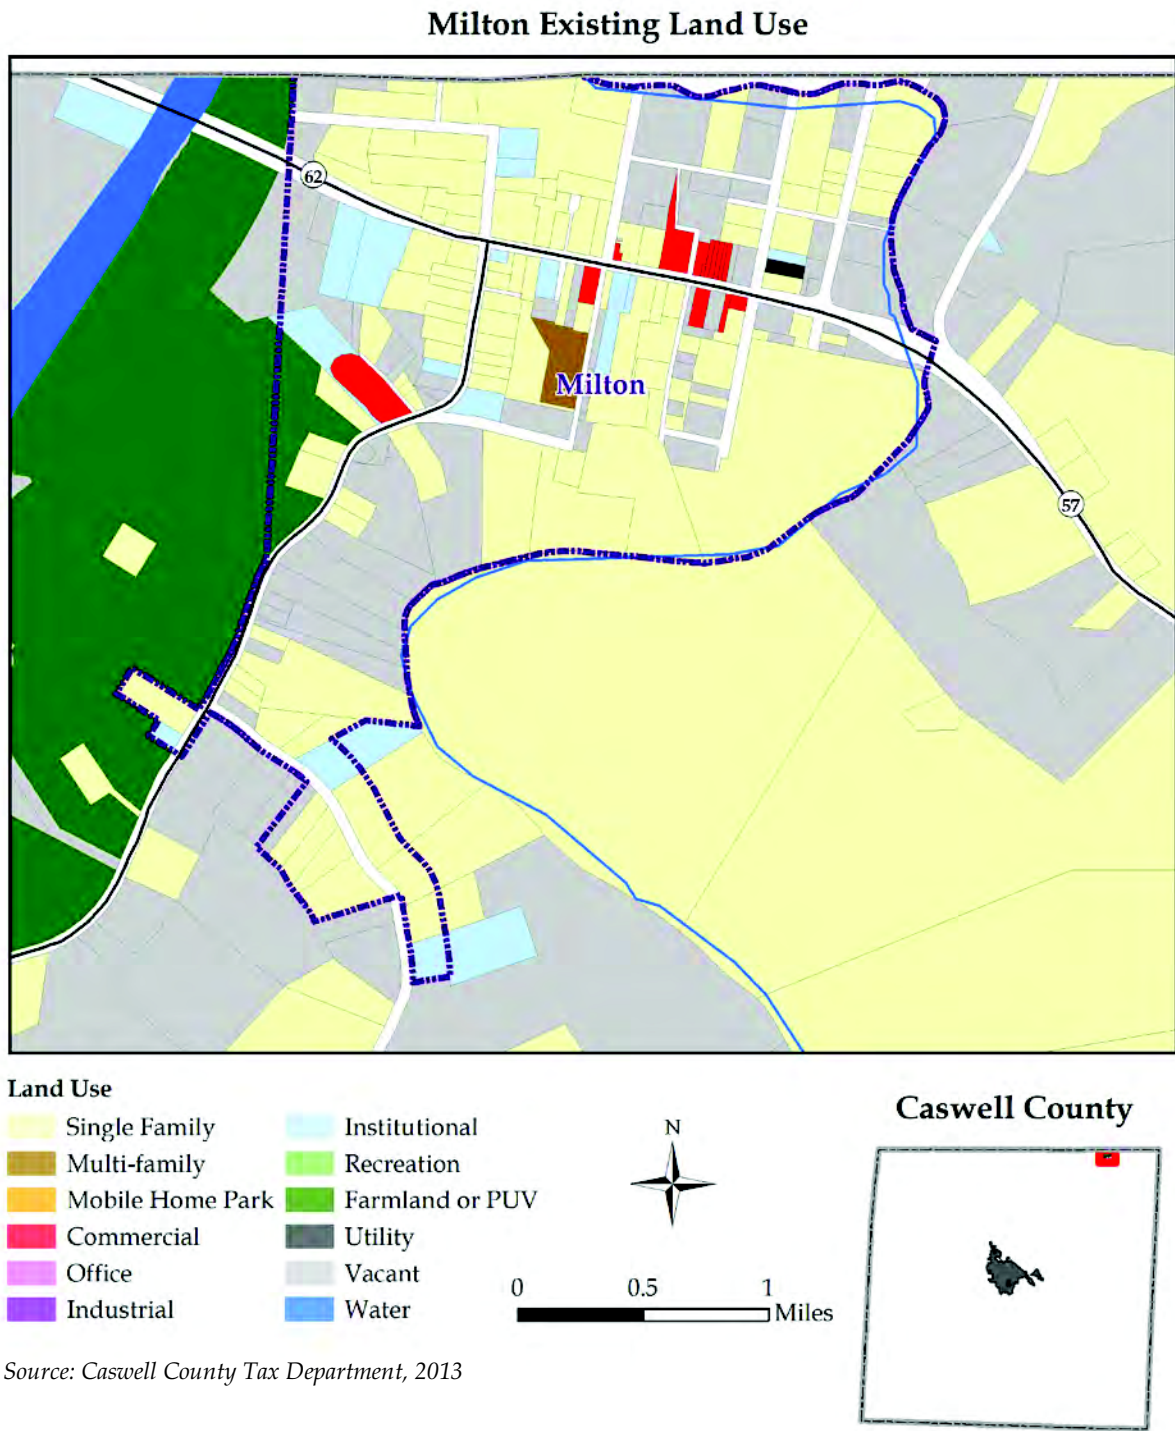 Milton Existing Land Use
62
Milton
57
Land Use
Single Family
Multi-family
Mobile Home Park
Commercial
Office
Industrial
Institutional
Recreation
Farmland or PUV
Utility
Vacant
Water
N
0 0.5 1
Miles
Caswell County
Source: Caswell County Tax Department, 2013